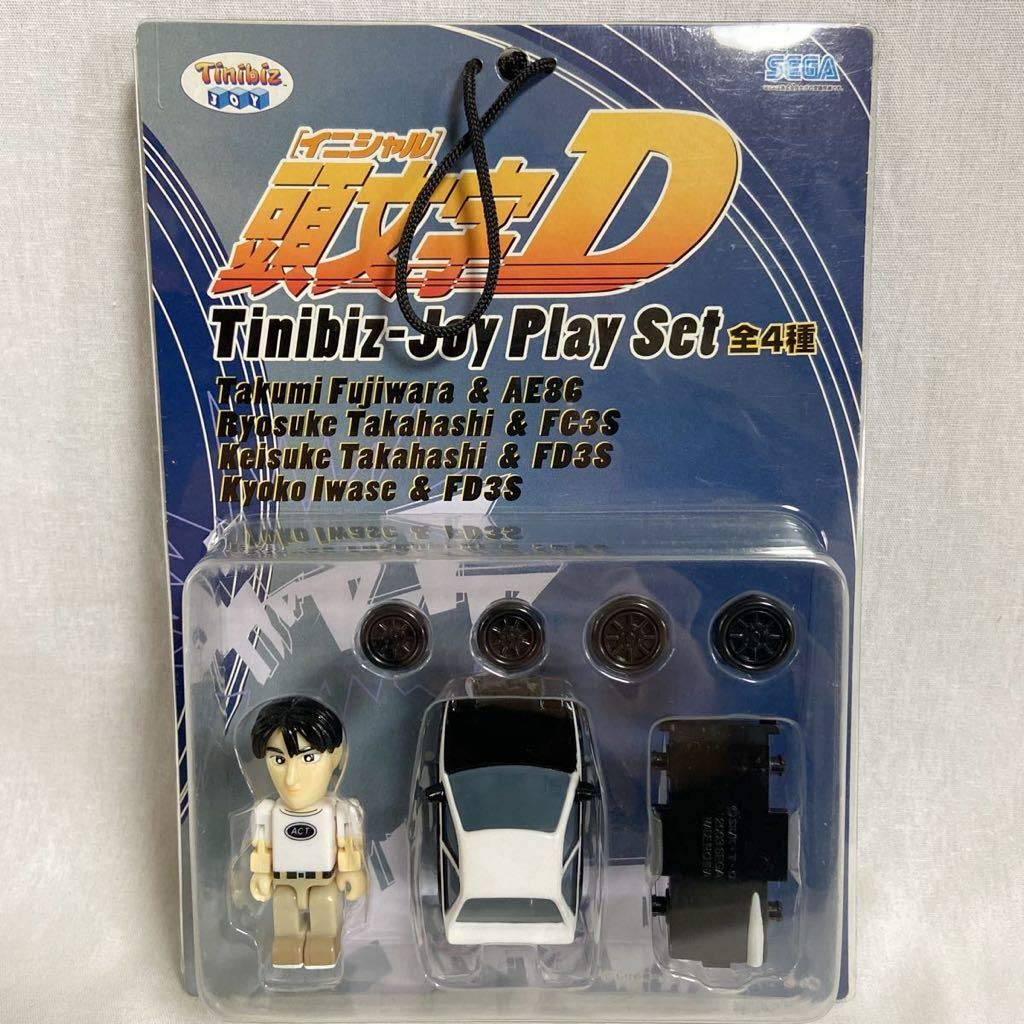 Tinibiz
JOY
SEGA
[イニシャル]
頭文字D
Tinibiz-Joy Play Set 全4種
Takumi Fujiwara & AE86
Ryosuke Takahashi & FC3S
Keisuke Takahashi & FD3S
Kyoko Iwase & FD3S
ACT